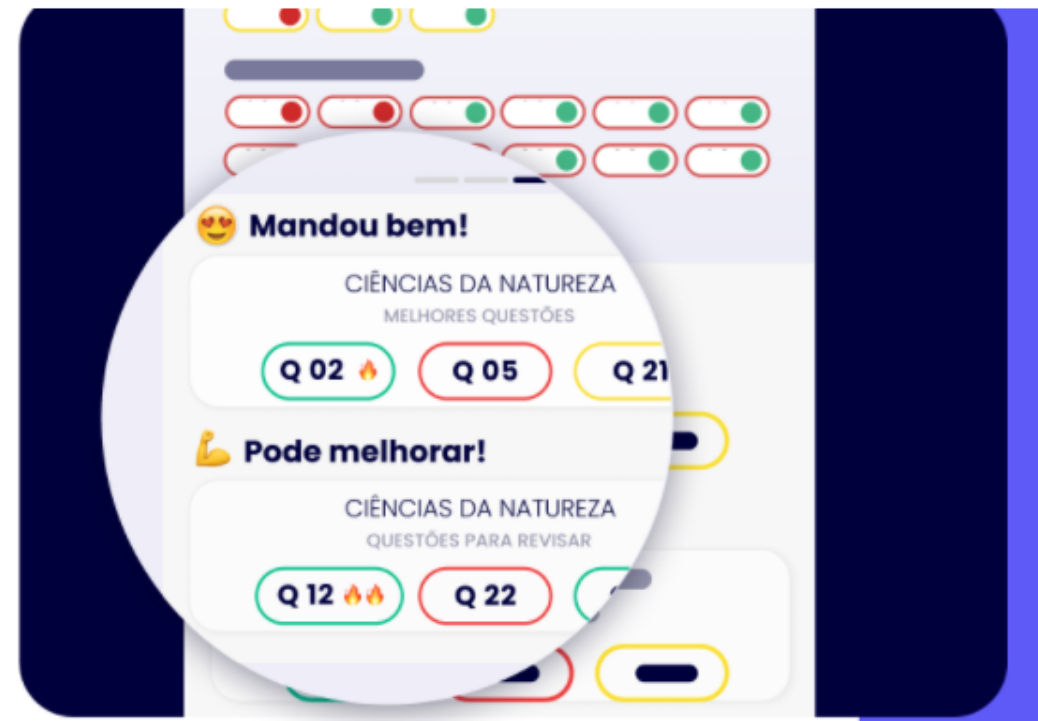 Mandou bem!
CIÊNCIAS DA NATUREZA
MELHORES QUESTÕES
Q 02
Q 05
Q 21
Pode melhorar!
CIÊNCIAS DA NATUREZA
QUESTÕES PARA REVISAR
Q 12
Q 22